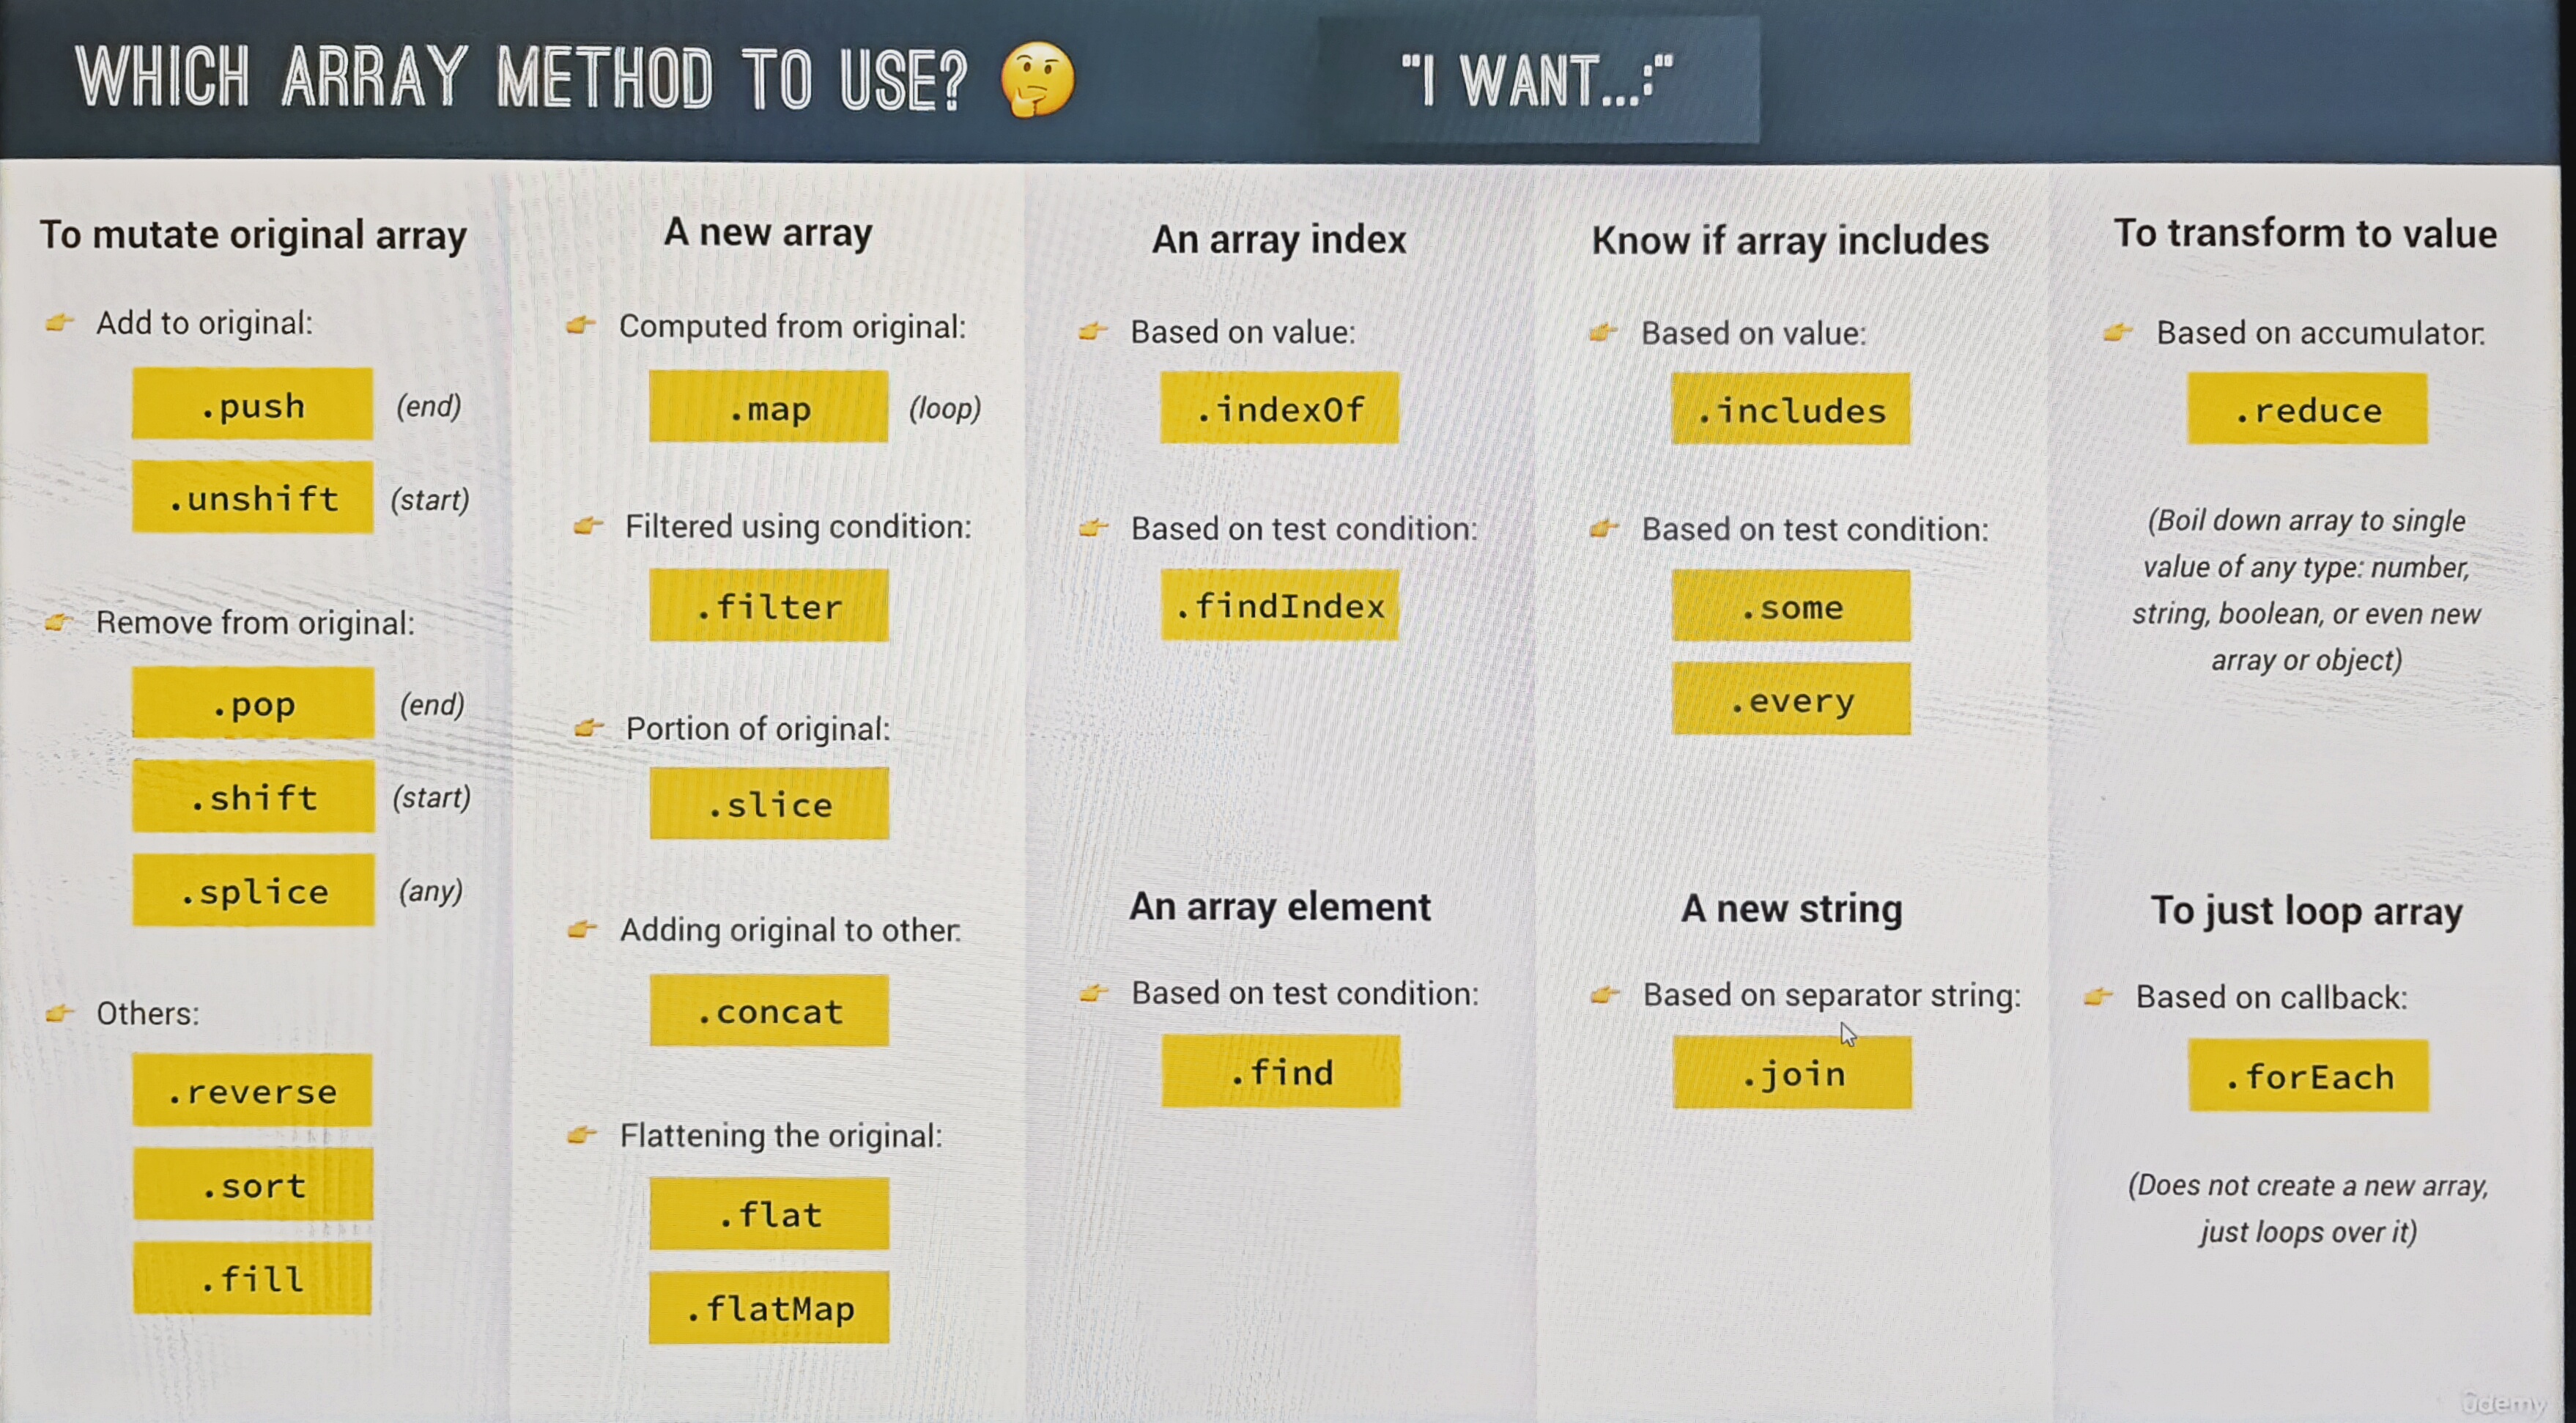 WHICH ARRAY METHOD TO USE? 🤔
"I WANT...:"
To mutate original array
👉 Add to original:
.push (end)
.unshift (start)
👉 Remove from original:
.pop (end)
.shift (start)
.splice (any)
👉 Others:
.reverse
.sort
.fill
A new array
👉 Computed from original:
.map (loop)
👉 Filtered using condition:
.filter
👉 Portion of original:
.slice
👉 Adding original to other:
.concat
👉 Flattening the original:
.flat
.flatMap
An array index
👉 Based on value:
.indexOf
👉 Based on test condition:
.findIndex
An array element
👉 Based on test condition:
.find
Know if array includes
👉 Based on value:
.includes
👉 Based on test condition:
.some
.every
A new string
👉 Based on separator string:
.join
To transform to value
👉 Based on accumulator:
.reduce
(Boil down array to single
value of any type: number,
string, boolean, or even new
array or object)
To just loop array
👉 Based on callback:
.forEach
(Does not create a new array,
just loops over it)
ûdemy